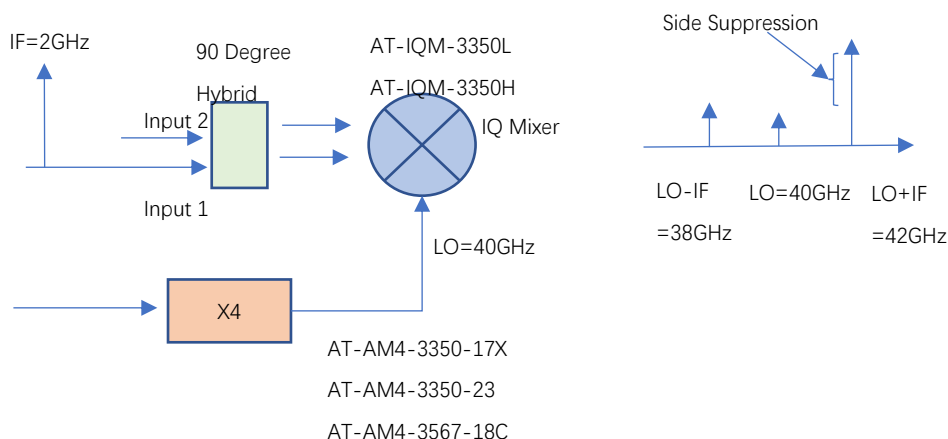 IF=2GHz
90 Degree
Hybrid
Input 2
Input 1
AT-IQM-3350L
AT-IQM-3350H
IQ Mixer
LO=40GHz
X4
AT-AM4-3350-17X
AT-AM4-3350-23
AT-AM4-3567-18C
Side Suppression
LO-IF
=38GHz
LO=40GHz
LO+IF
=42GHz